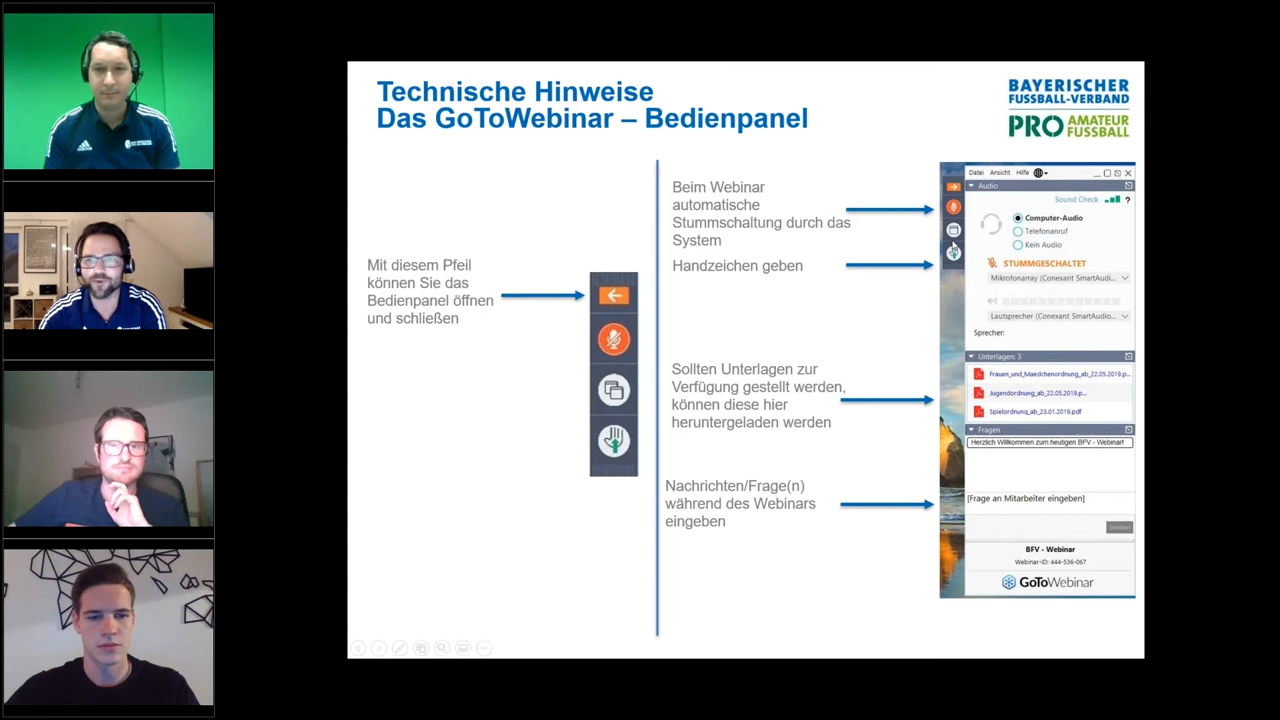 Technische Hinweise
Das GoToWebinar – Bedienpanel
BAYERISCHER
FUSSBALL-VERBAND
PRO AMATEUR
FUSSBALL
Mit diesem Pfeil
können Sie das
Bedienpanel öffnen
und schließen
Beim Webinar
automatische
Stummschaltung durch das
System
Handzeichen geben
Sollten Unterlagen zur
Verfügung gestellt werden,
können diese hier
heruntergeladen werden
Nachrichten/Frage(n)
während des Webinars
eingeben
Datei Ansicht Hilfe
Audio
Sound Check ?
Computer-Audio
Telefonanruf
Kein Audio
STUMMGESCHALTET
Mikrofonarray (Conexant SmartAudi...
Lautsprecher (Conexant SmartAudio...
Sprecher:
Unterlagen: 3
Frauen_und_Maedchenordnung_ab_22.05.2019.p...
Jugendordnung_ab_22.05.2019.p...
Spielordnung_ab_23.01.2019.pdf
Fragen
Herzlich Willkommen zum heutigen BFV - Webinar!
[Frage an Mitarbeiter eingeben]
BFV - Webinar
Webinar-ID: 444-536-067
GoToWebinar